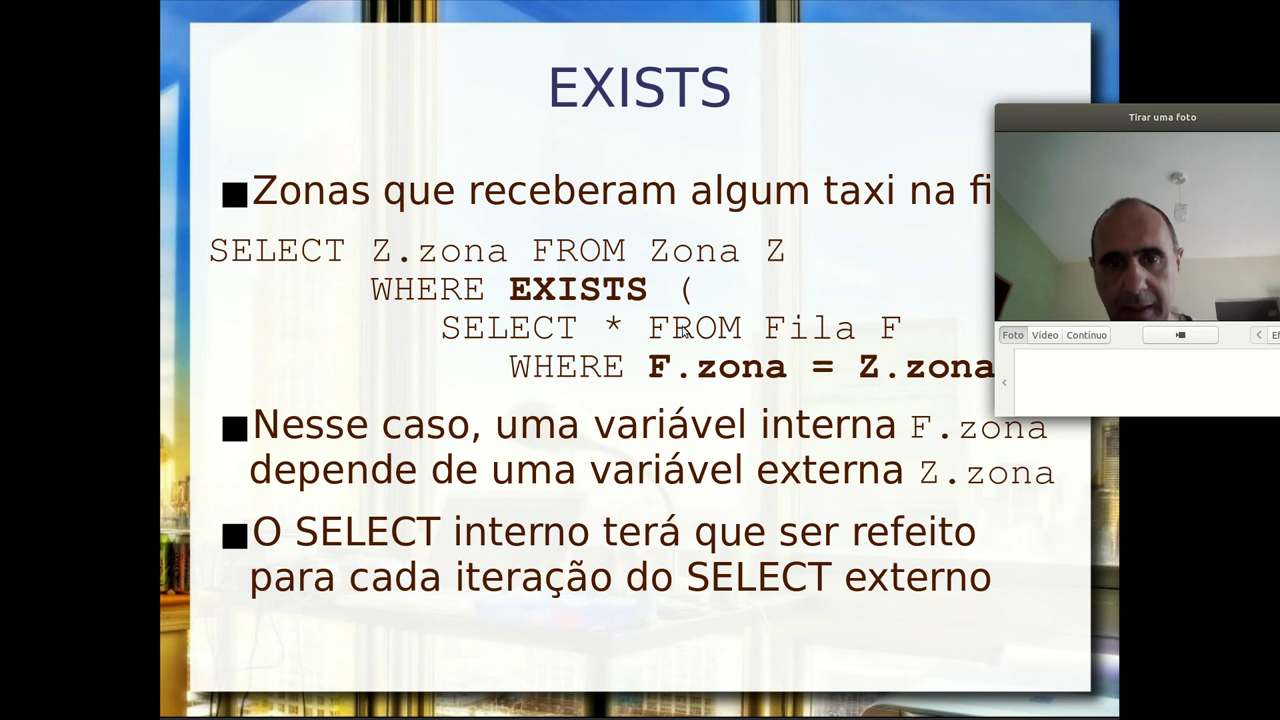 EXISTS
Tirar uma foto
■Zonas que receberam algum taxi na
SELECT Z.zona FROM Zona Z
WHERE EXISTS (
SELECT * FROM Fila F
WHERE F.zona = Z.zona
Foto Vídeo Contínuo
■Nesse caso, uma variável interna F.zona
depende de uma variável externa Z.zona
■O SELECT interno terá que ser refeito
para cada iteração do SELECT externo